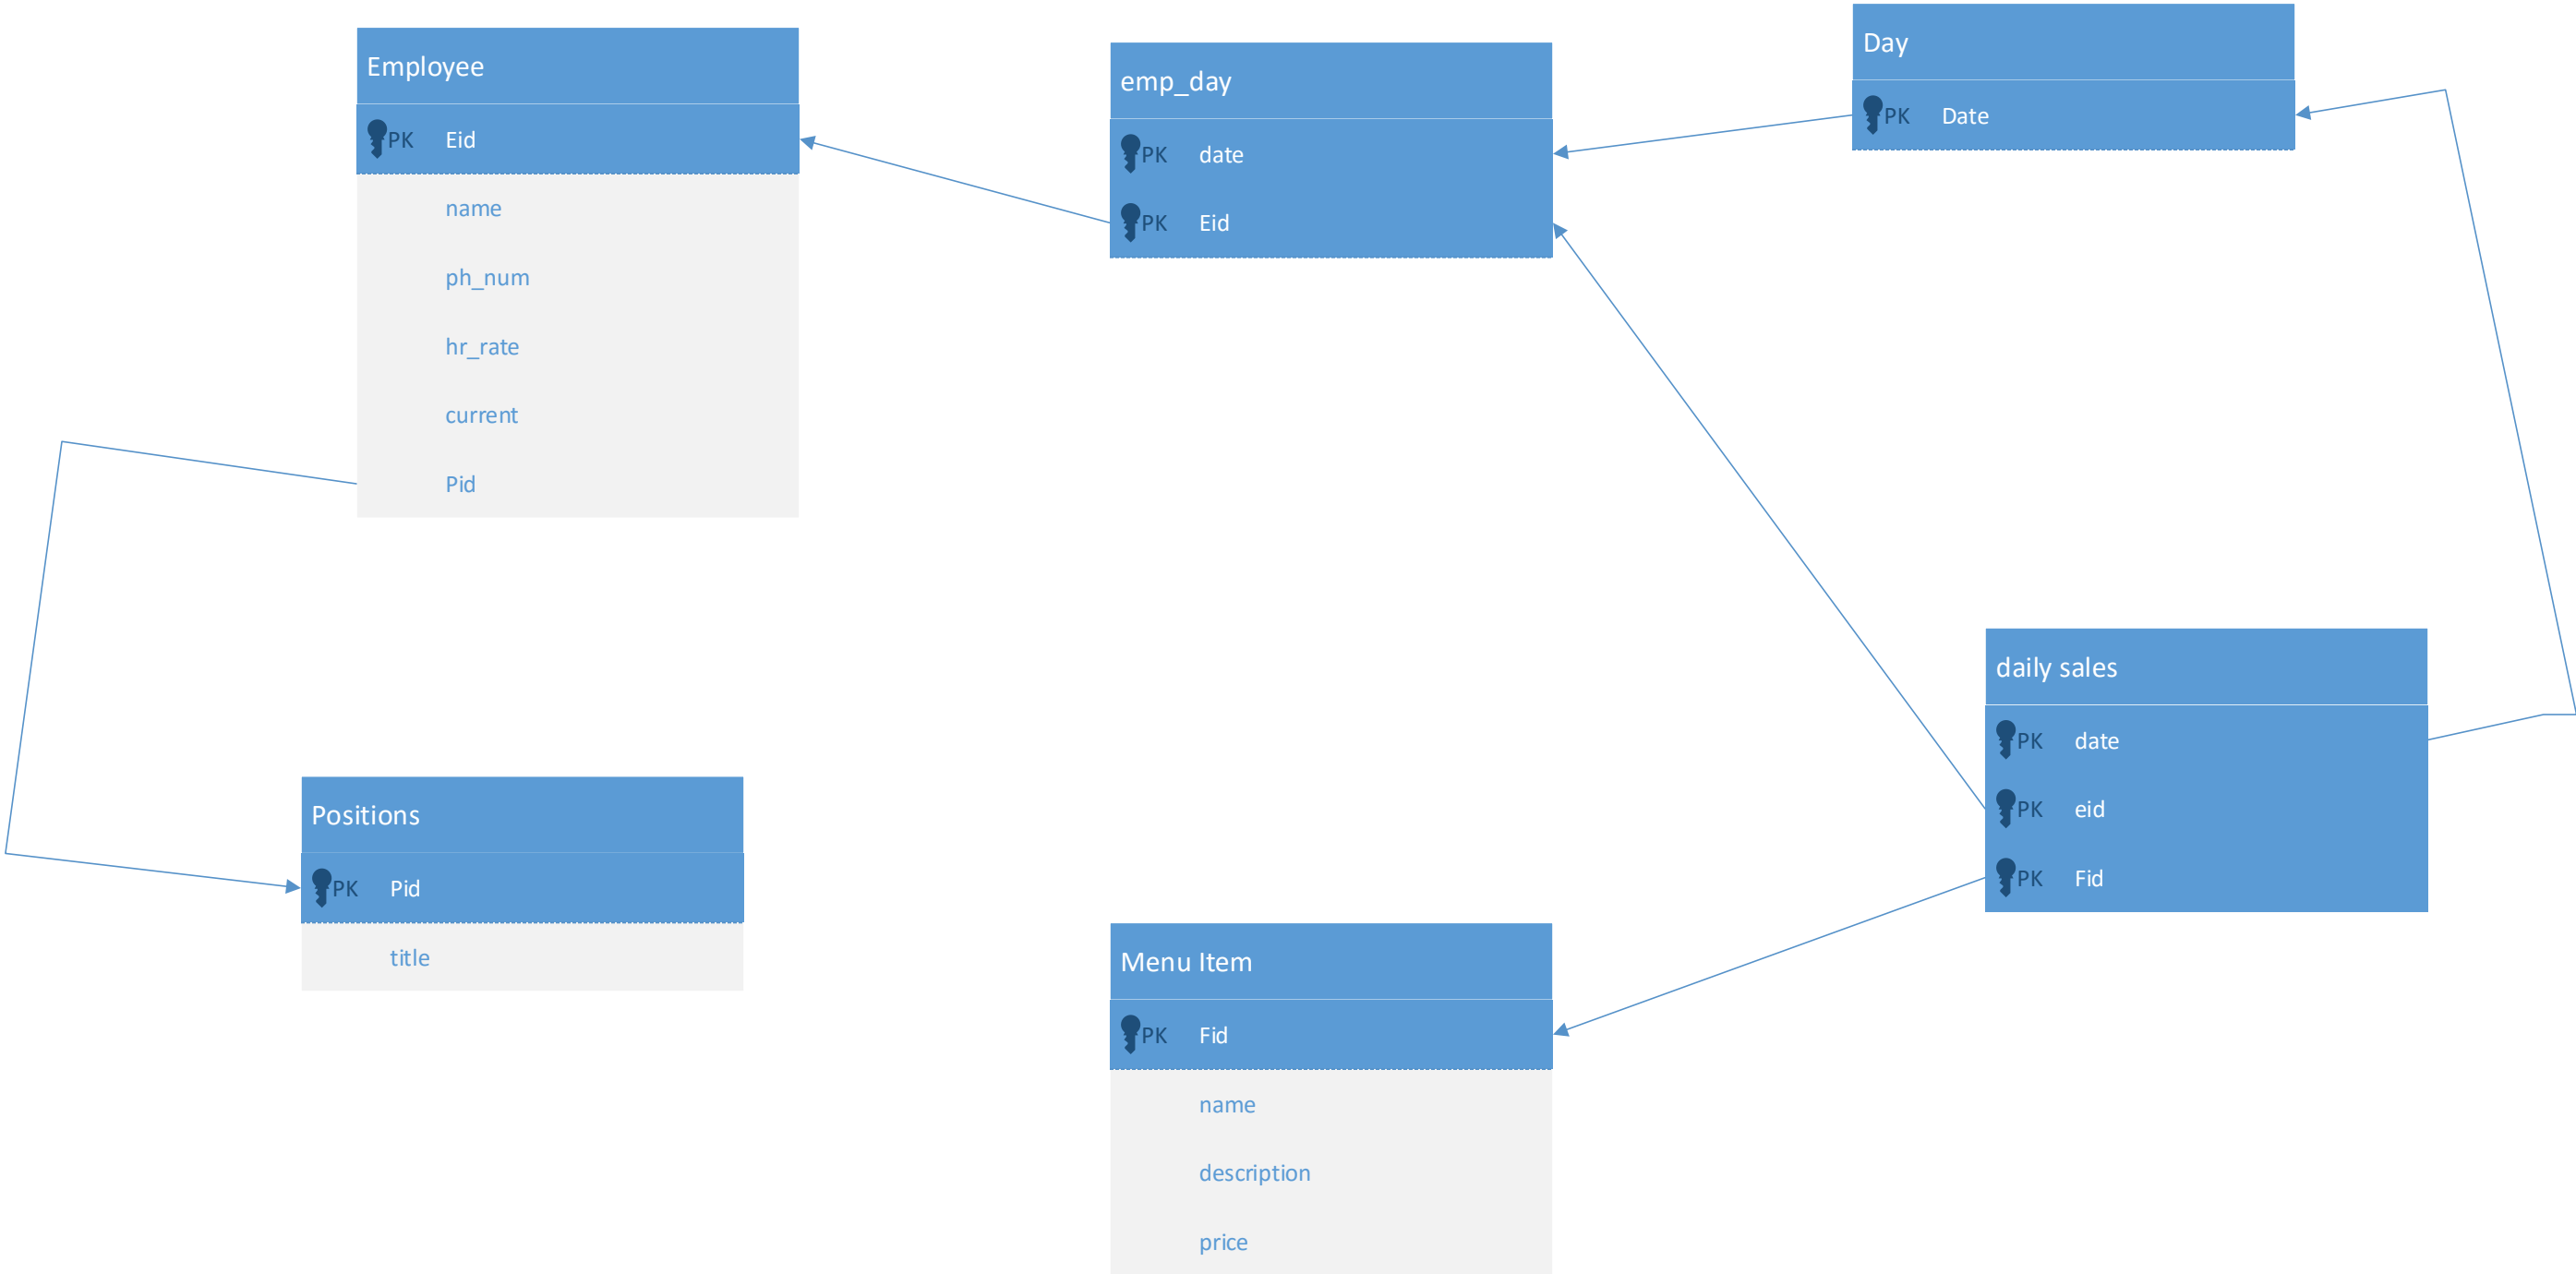 Employee
PK Eid
name
ph_num
hr_rate
current
Pid
emp_day
PK date
PK Eid
Day
PK Date
daily sales
PK date
PK eid
PK Fid
Positions
PK Pid
title
Menu Item
PK Fid
name
description
price